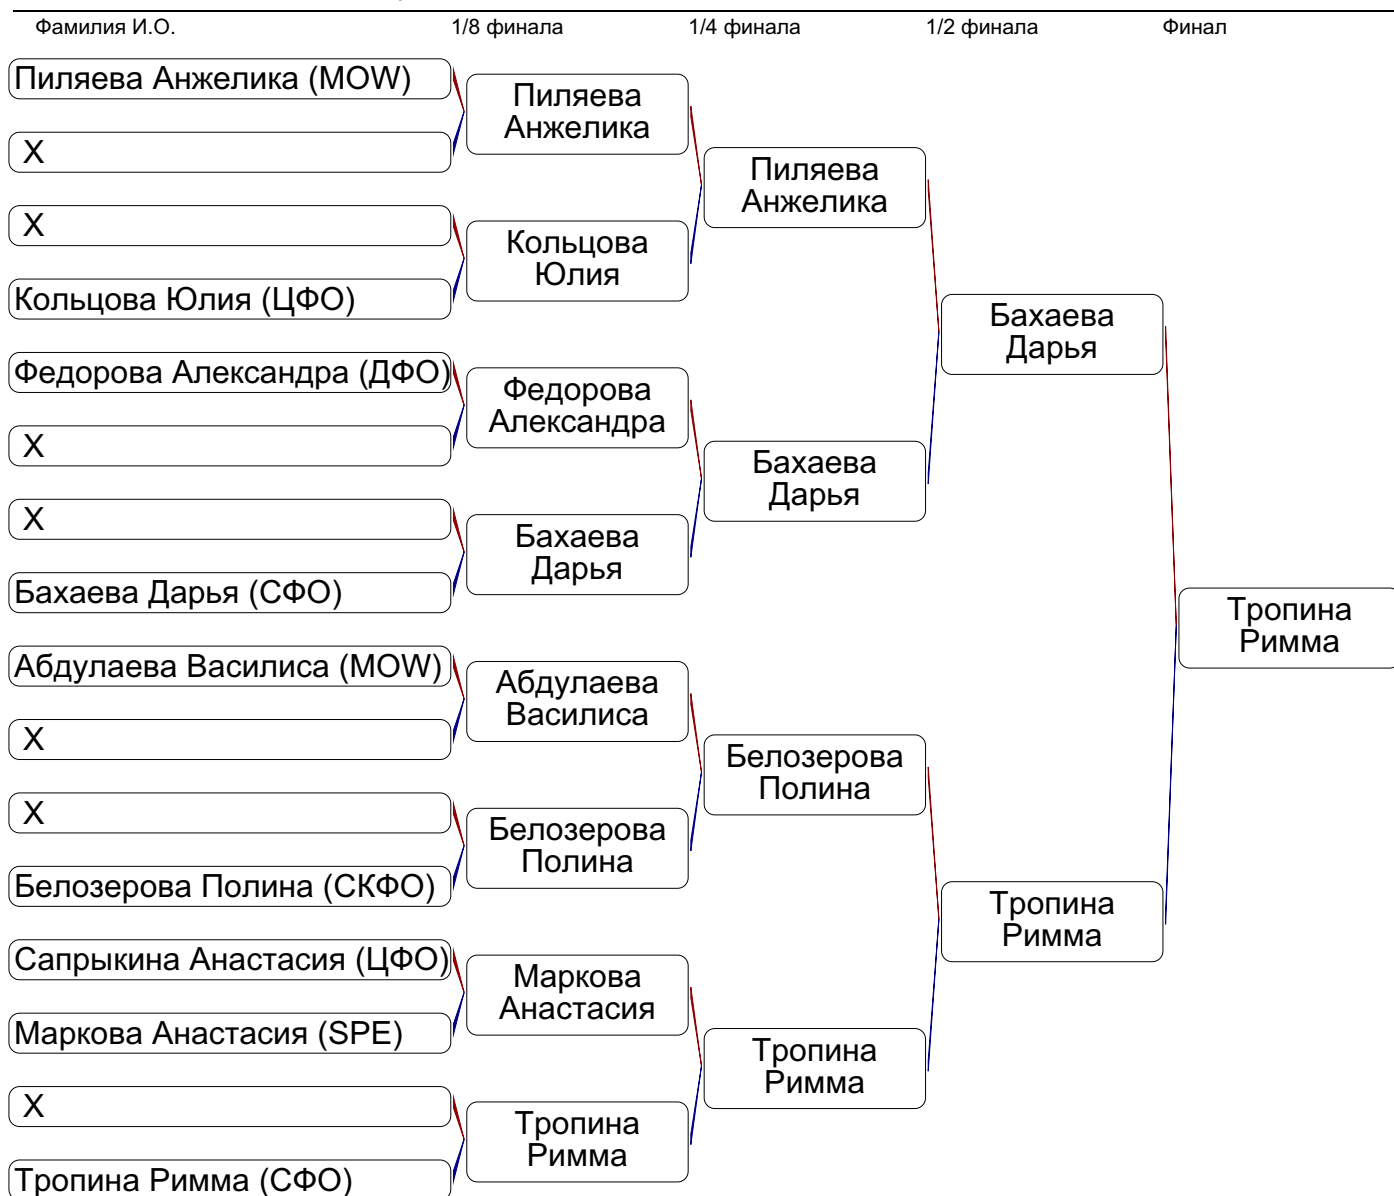 Фамилия И.О. 1/8 финала 1/4 финала 1/2 финала Финал
Пиляева Анжелика (MOW)
X
X
Кольцова Юлия (ЦФО)
Федорова Александра (ДФО)
X
X
Бахаева Дарья (СФО)
Абдулаева Василиса (MOW)
X
X
Белозерова Полина (СКФО)
Сапрыкина Анастасия (ЦФО)
Маркова Анастасия (SPE)
X
Тропина Римма (СФО)
Пиляева
Анжелика
Кольцова
Юлия
Федорова
Александра
Бахаева
Дарья
Абдулаева
Василиса
Белозерова
Полина
Маркова
Анастасия
Тропина
Римма
Пиляева
Анжелика
Бахаева
Дарья
Белозерова
Полина
Тропина
Римма
Бахаева
Дарья
Тропина
Римма
Тропина
Римма